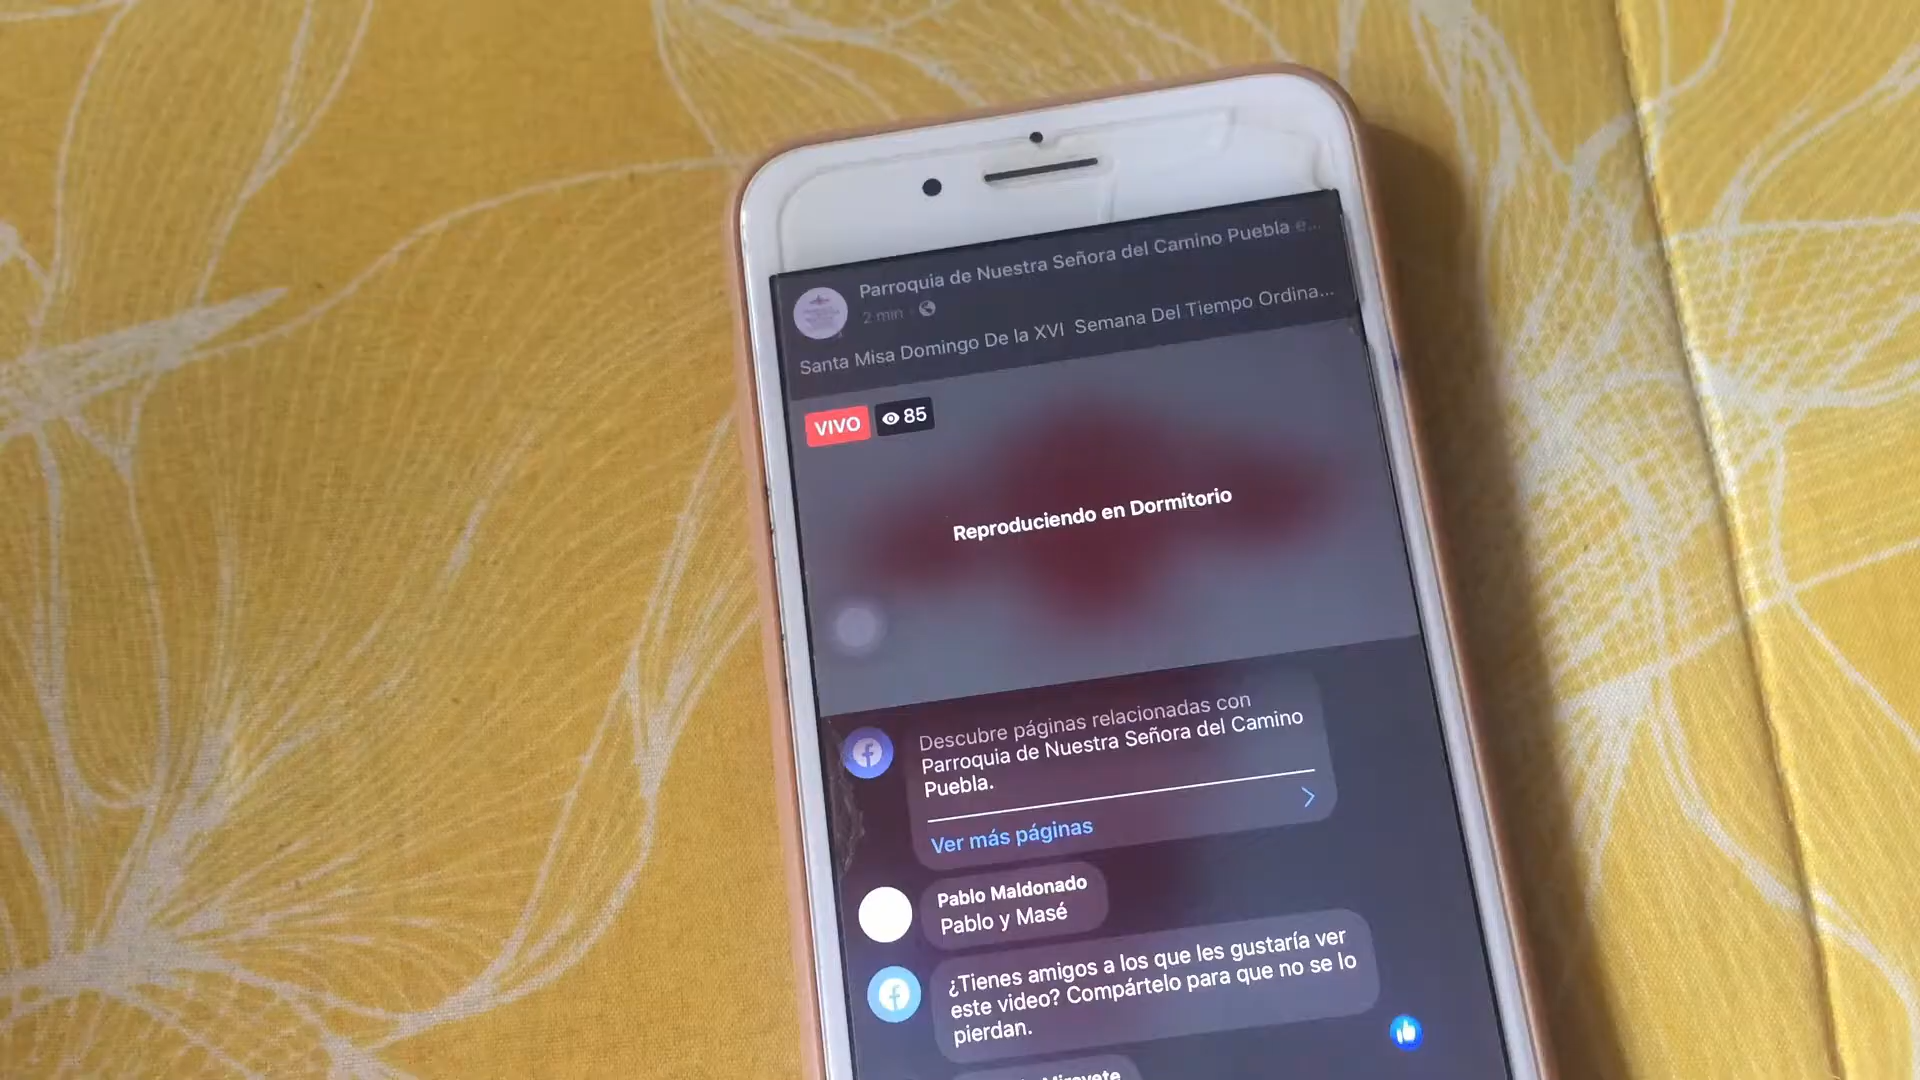 Parroquia de Nuestra Señora del Camino Puebla e...
2 min
Santa Misa Domingo De la XVI Semana Del Tiempo Ordina...
VIVO
85
Reproduciendo en Dormitorio
Descubre páginas relacionadas con
Parroquia de Nuestra Señora del Camino
Puebla.
Ver más páginas
Pablo Maldonado
Pablo y Masé
¿Tienes amigos a los que les gustaría ver
este video? Compártelo para que no se lo
pierdan.